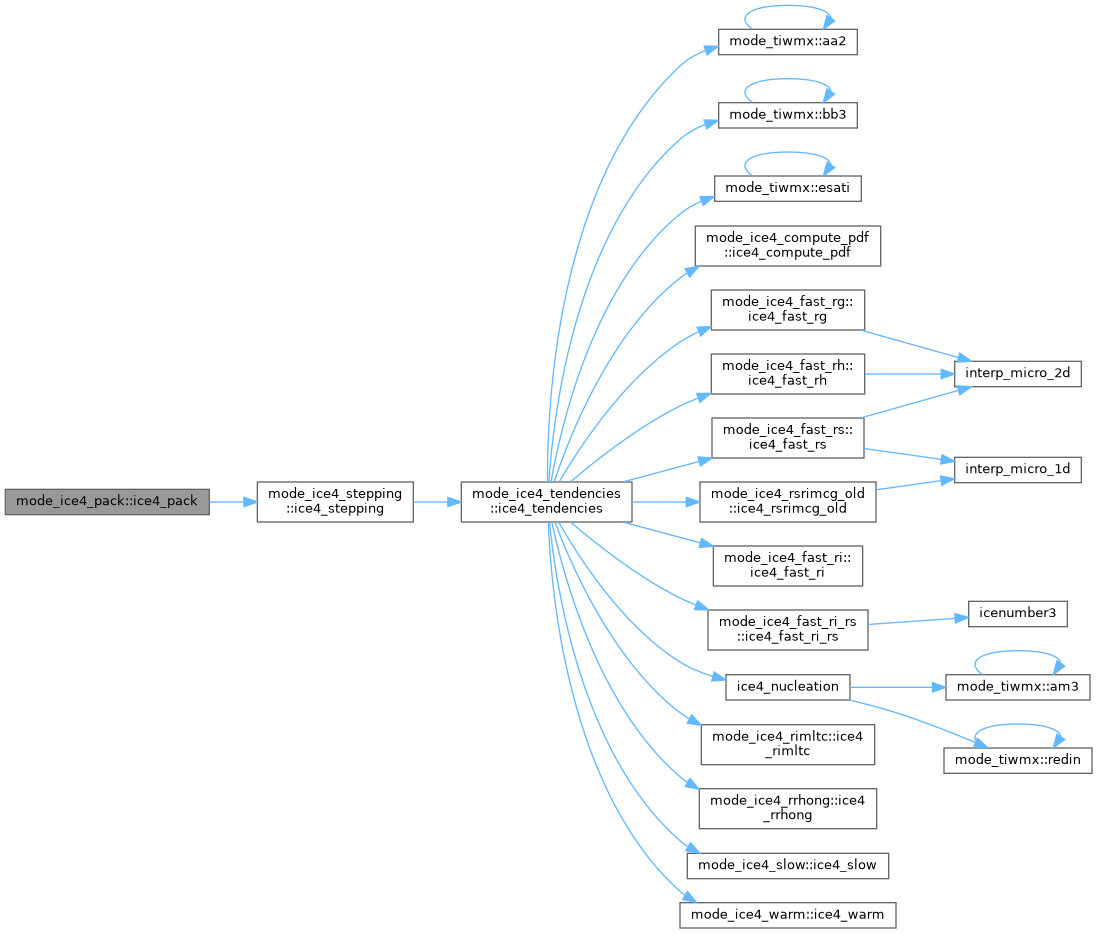 mode_tiwmx::aa2
mode_tiwmx::bb3
mode_tiwmx::esati
mode_ice4_compute_pdf
::ice4_compute_pdf
mode_ice4_fast_rg::
ice4_fast_rg
mode_ice4_fast_rh::
ice4_fast_rh
interp_micro_2d
mode_ice4_fast_rs::
ice4_fast_rs
interp_micro_1d
mode_ice4_pack::ice4_pack
mode_ice4_stepping
::ice4_stepping
mode_ice4_tendencies
::ice4_tendencies
mode_ice4_rsrimcg_old
::ice4_rsrimcg_old
mode_ice4_fast_ri::
ice4_fast_ri
mode_ice4_fast_ri_rs
::ice4_fast_ri_rs
icenumber3
ice4_nucleation
mode_tiwmx::am3
mode_ice4_rimltc::ice4
_rimltc
mode_tiwmx::redin
mode_ice4_rrhong::ice4
_rrhong
mode_ice4_slow::ice4_slow
mode_ice4_warm::ice4_warm